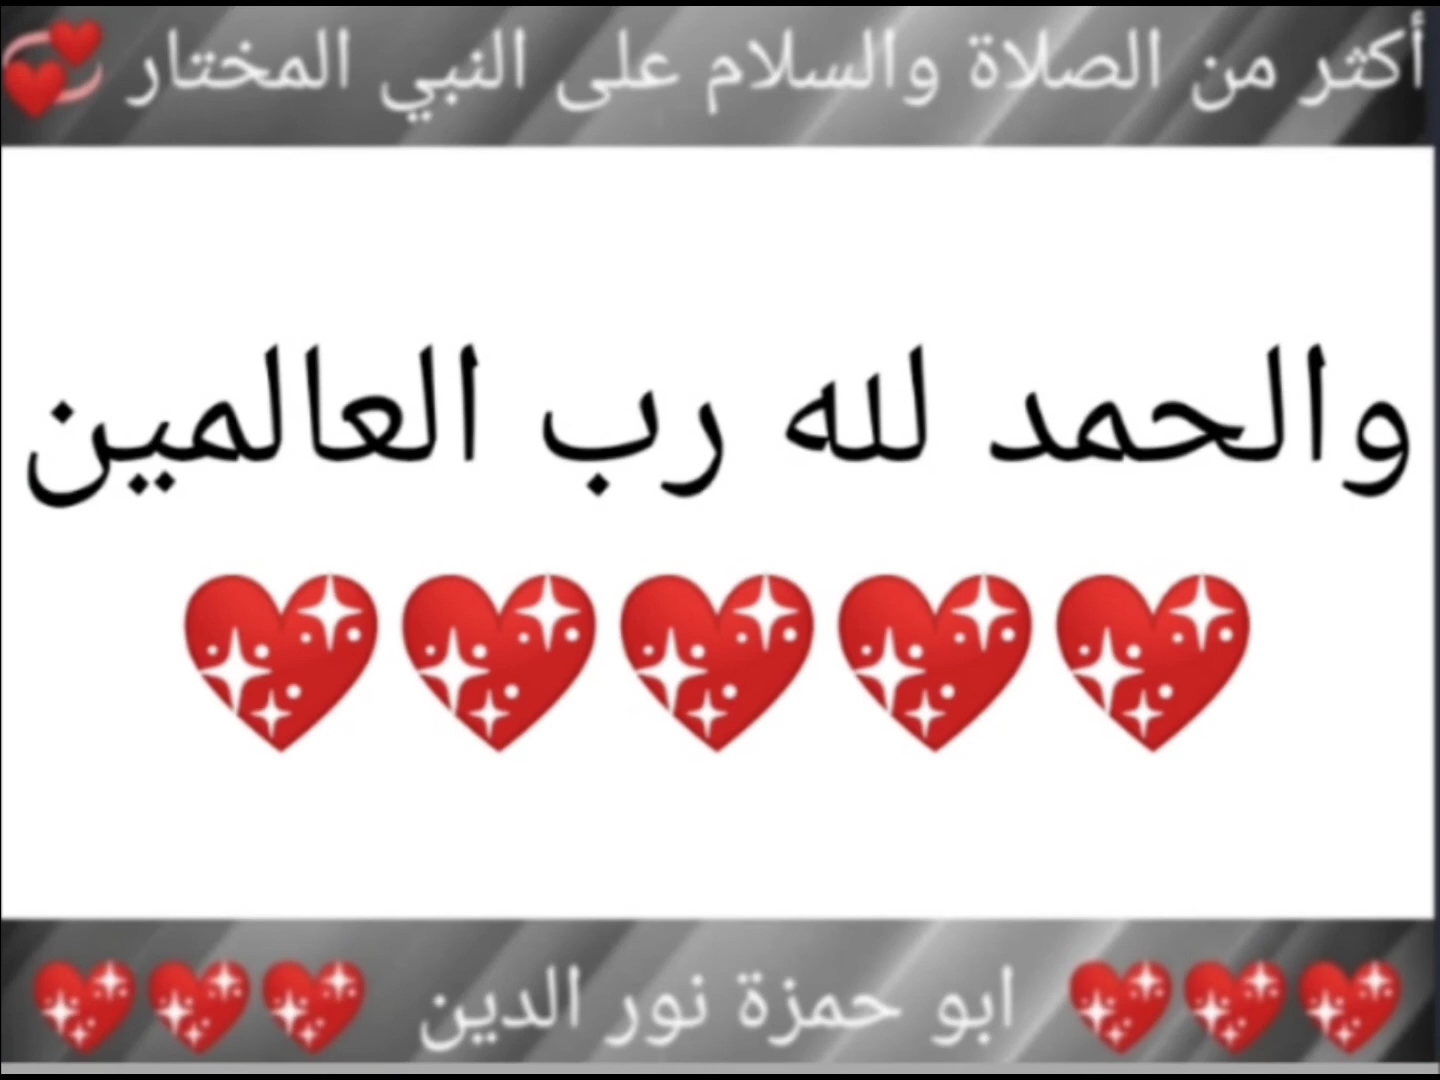 أكثر من الصلاة والسلام على النبي المختار 💞
والحمد لله رب العالمين
💖💖💖💖💖
💖💖💖 ابو حمزة نور الدين 💖💖💖